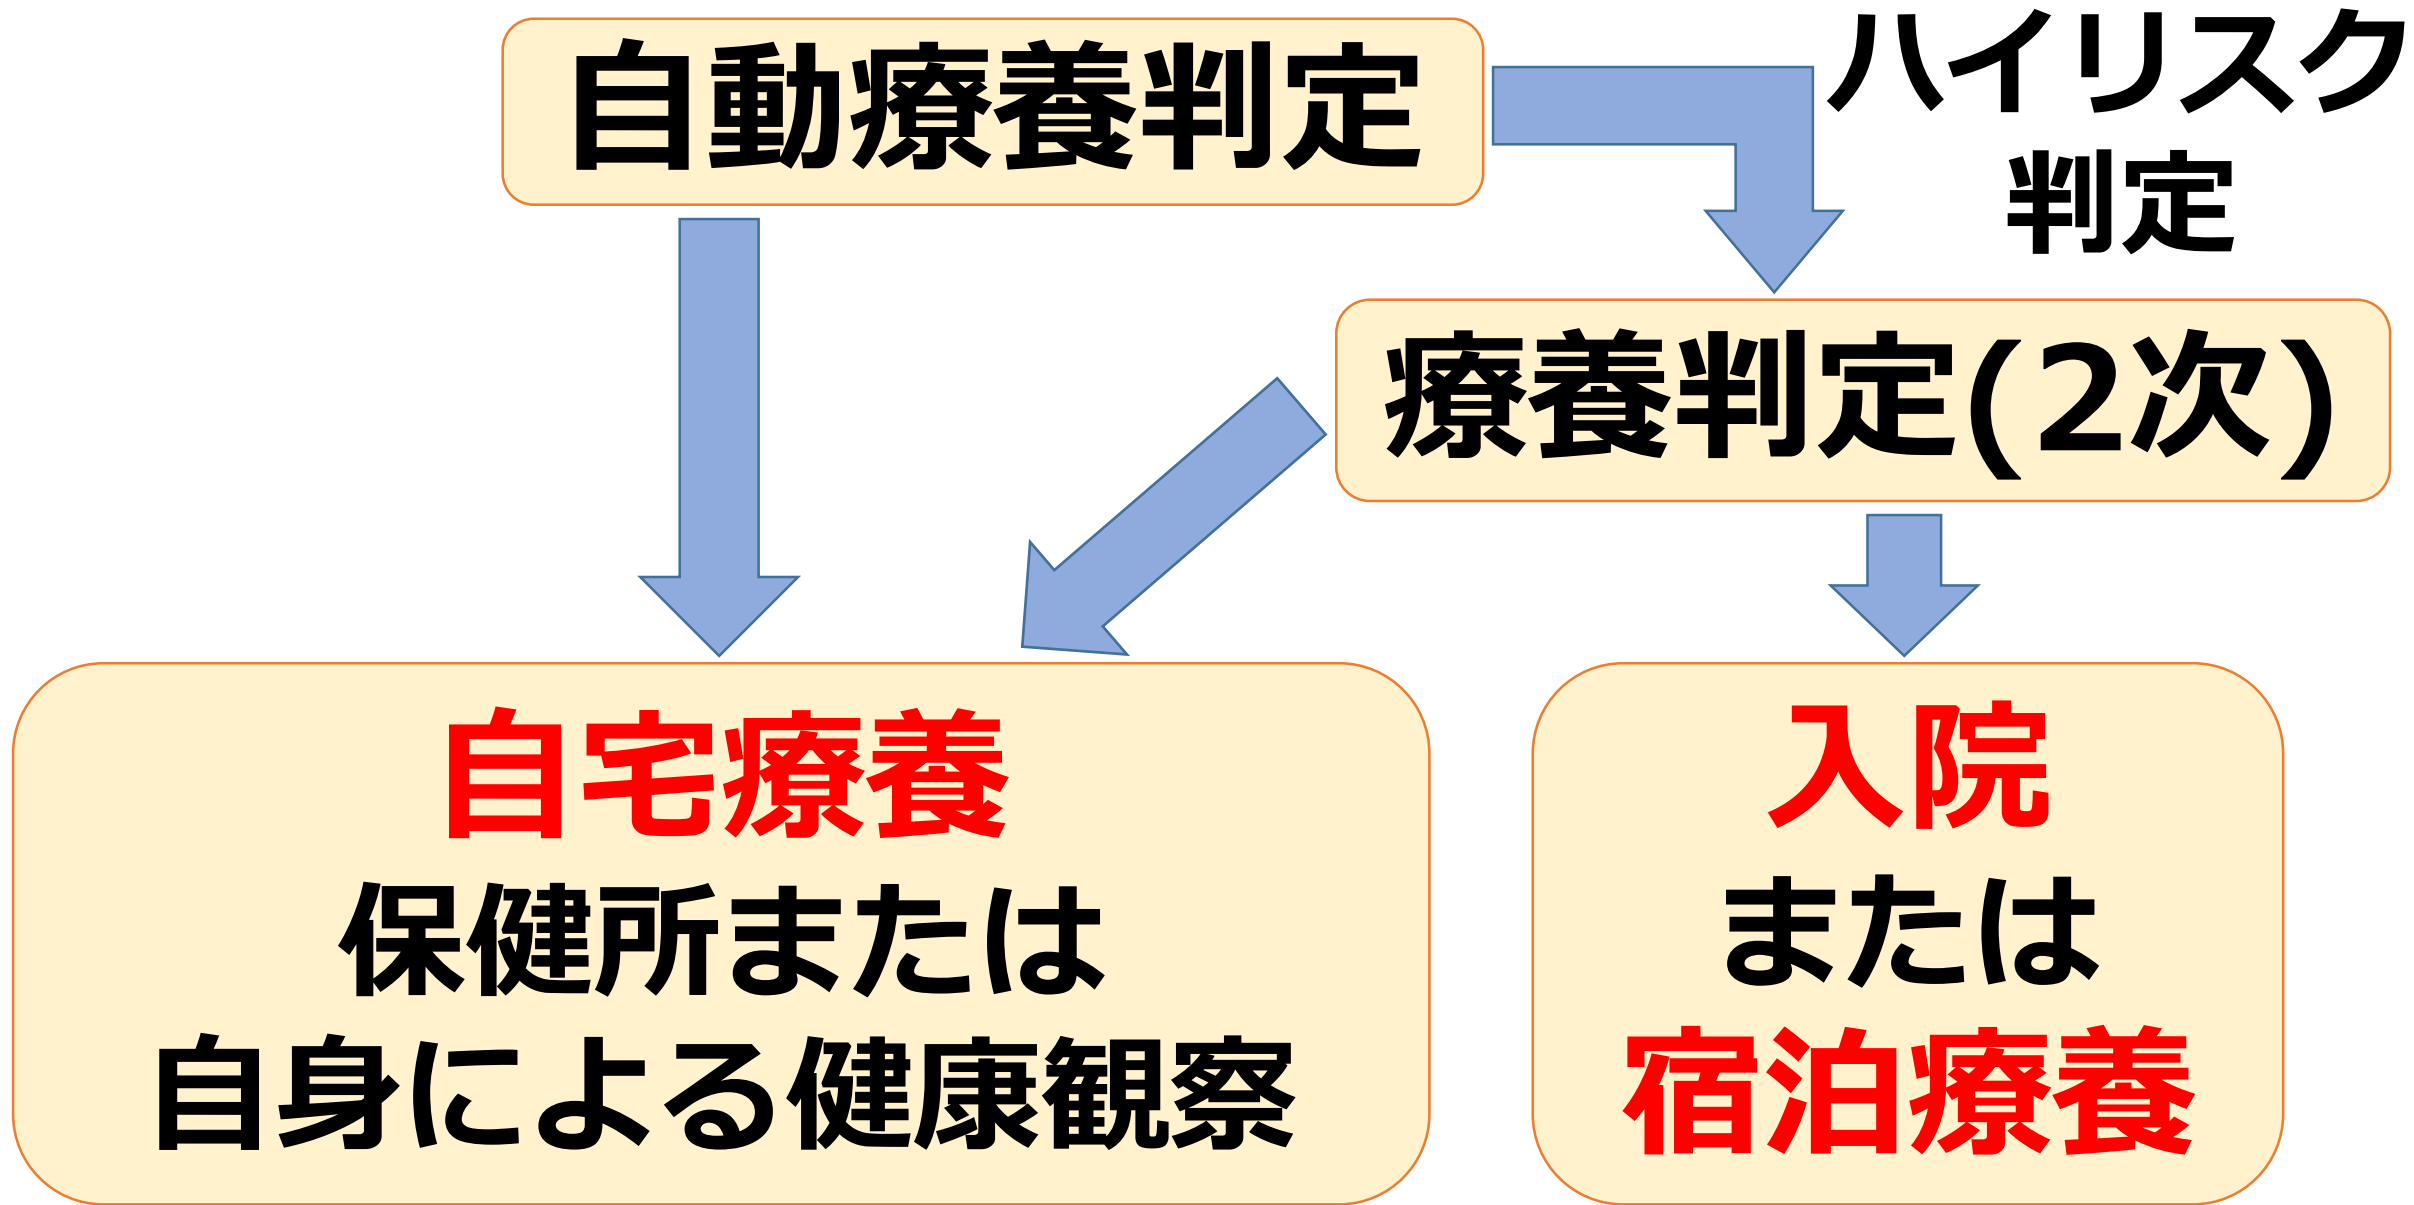 自動療養判定
ハイリスク
判定
療養判定(2次)
自宅療養
保健所または
自身による健康観察
入院
または
宿泊療養